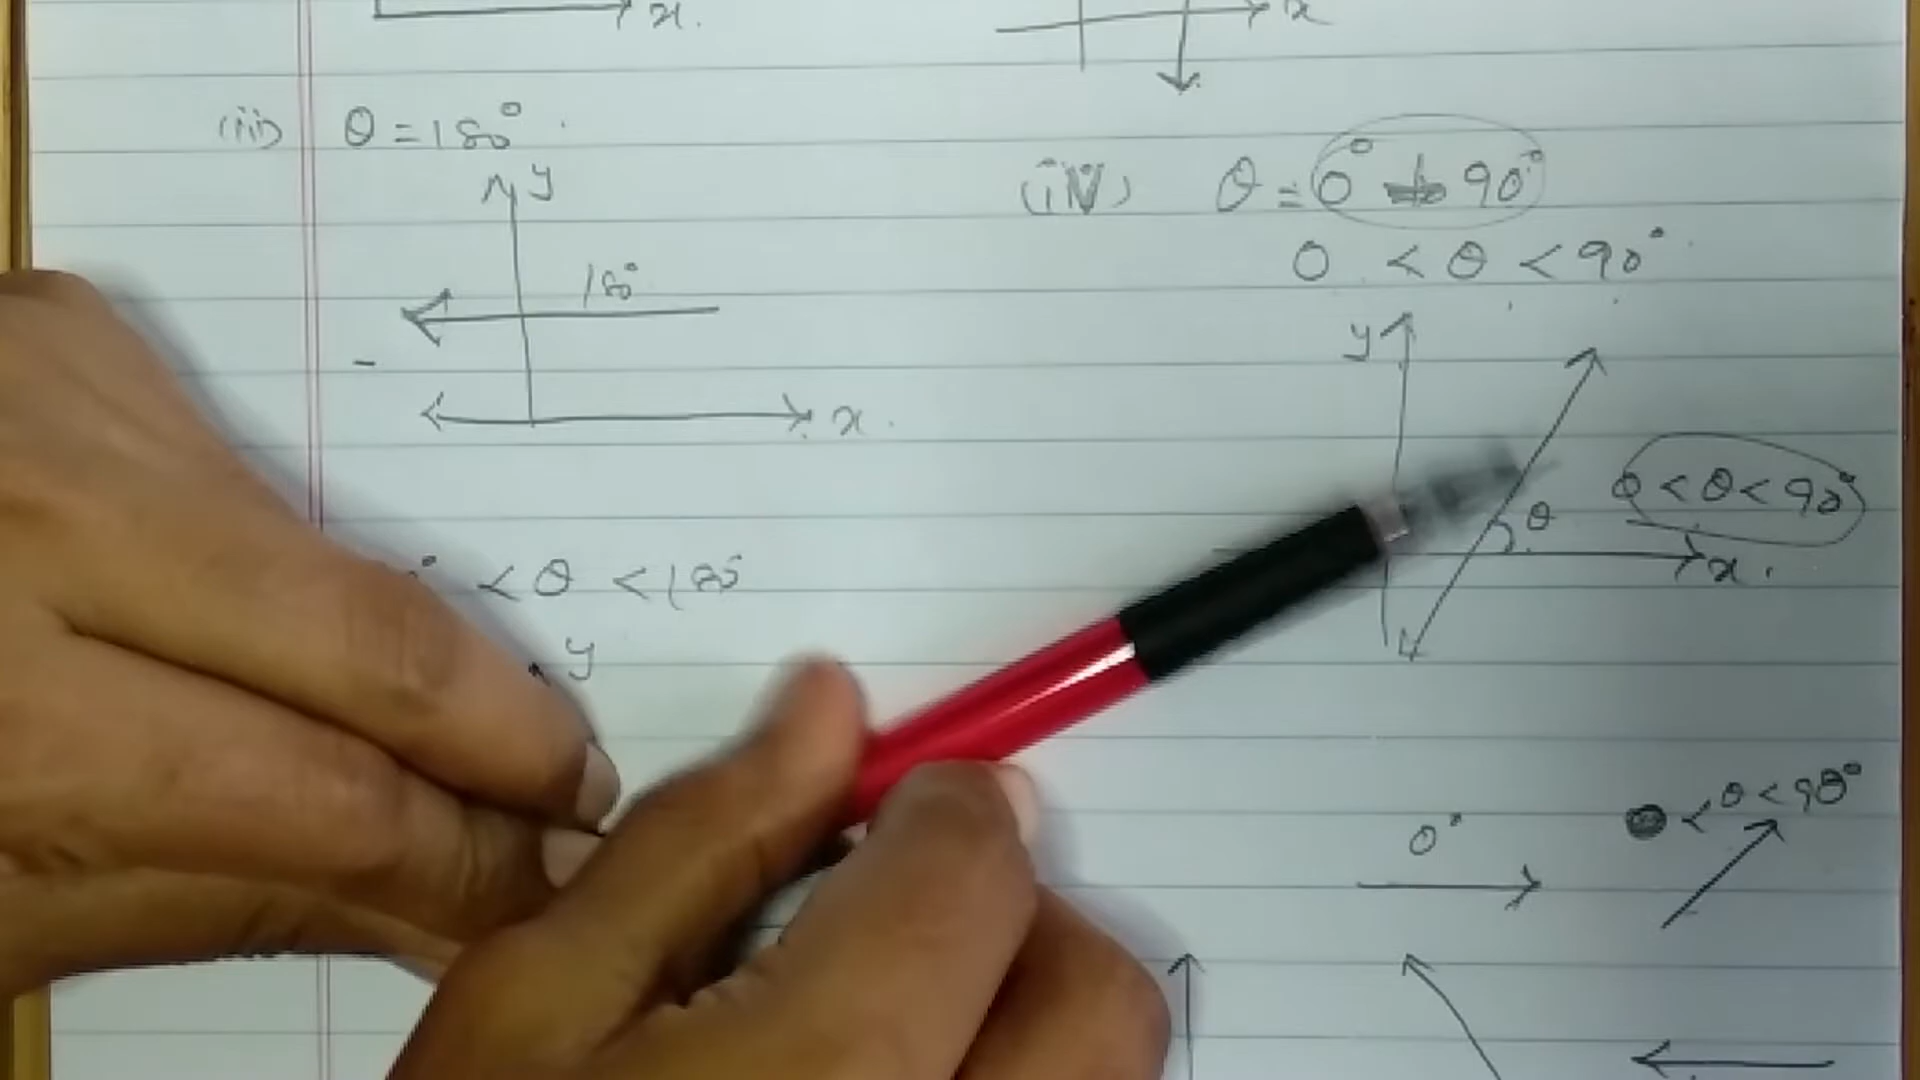 x.
x
(iii) θ = 180°
y
180°
-
x.
(iv) θ = 0° to 90°
0 < θ < 90°
y
θ
0 < θ < 90°
x.
° < θ < 180
y
0°
< θ < 90°